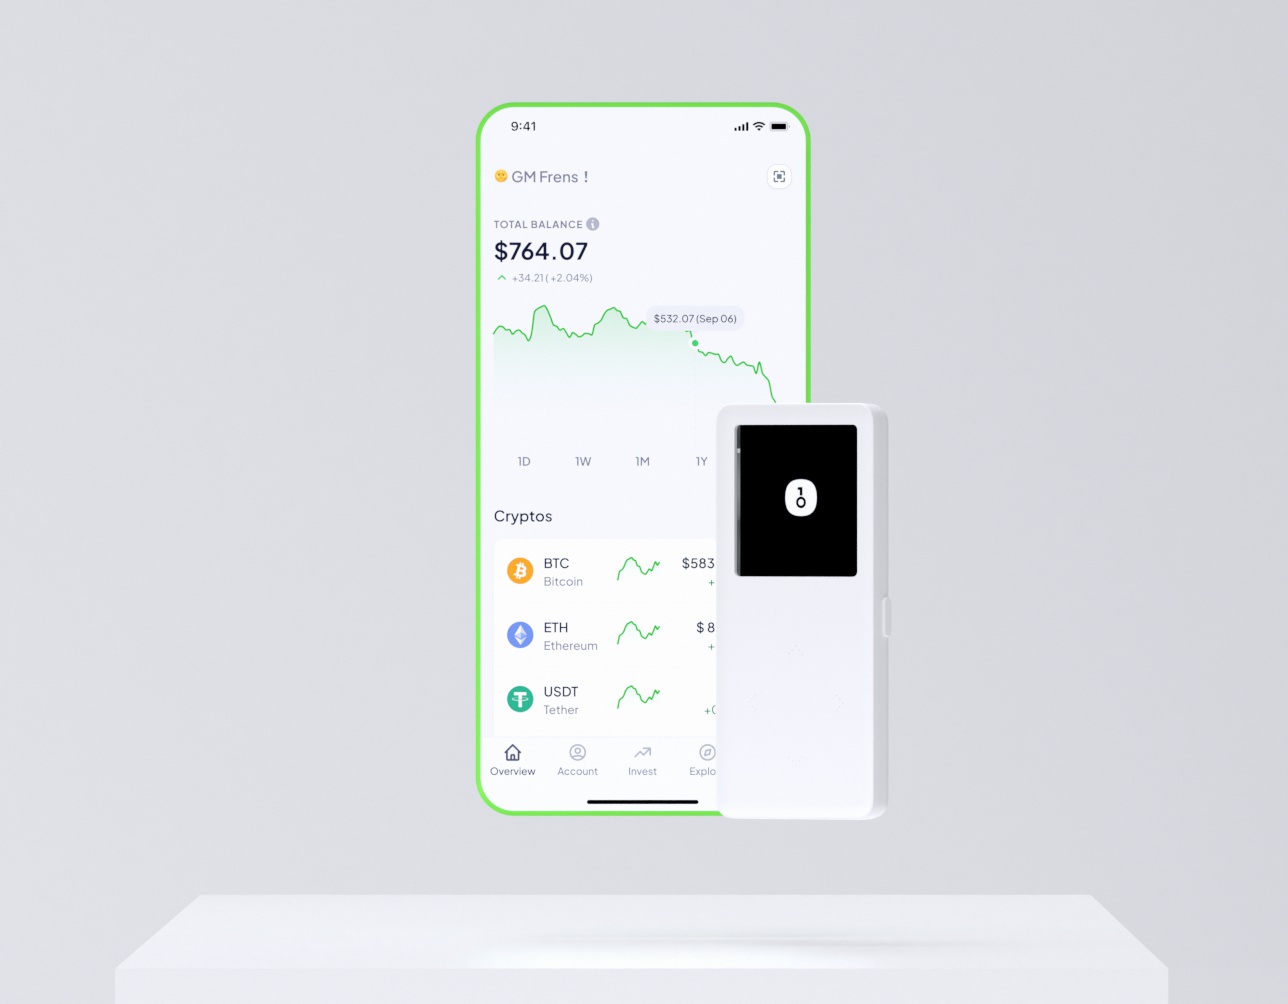 9:41
GM Frens !
TOTAL BALANCE
$764.07
+34.21 ( +2.04%)
$532.07 (Sep 06)
1D 1W 1M 1Y
Cryptos
BTC $583
Bitcoin +
ETH $ 8
Ethereum +
USDT
Tether
Overview Account Invest
1
0